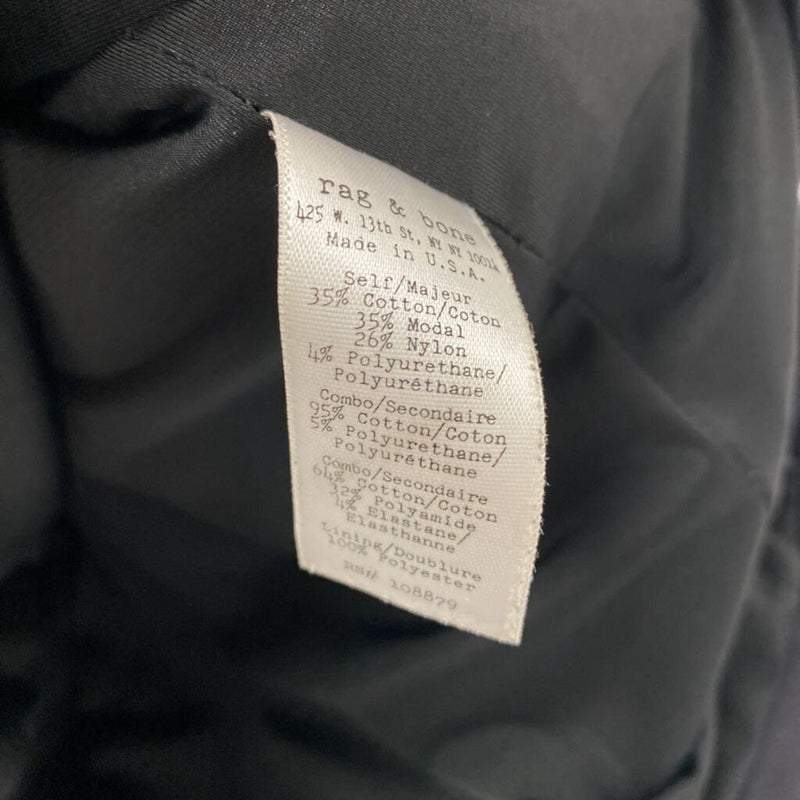 rag & bone
425 W. 13th St, NY NY 10014
Made in U.S.A.
Self/Majeur
35% Cotton/Coton
35% Modal
26% Nylon
4% Polyurethane/
Polyuréthane
Combo/Secondaire
95% Cotton/Coton
5% Polyurethane/
Polyuréthane
Combo/Secondaire
64% Cotton/Coton
32% Polyamide
4% Elastane/
Elasthanne
Lining/Doublure
100% Polyester
RN# 108879